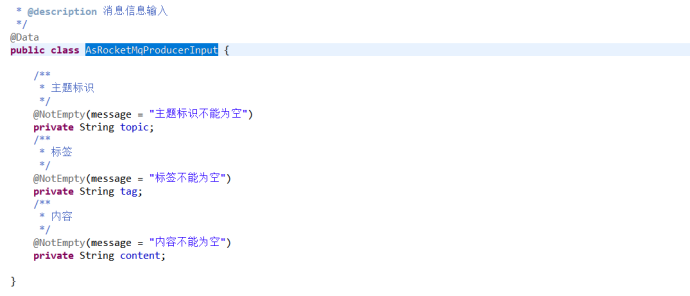 * @description 消息信息输入
*/
@Data
public class AsRocketMqProducerInput {
/**
* 主题标识
*/
@NotEmpty(message = "主题标识不能为空")
private String topic;
/**
* 标签
*/
@NotEmpty(message = "标签不能为空")
private String tag;
/**
* 内容
*/
@NotEmpty(message = "内容不能为空")
private String content;
}